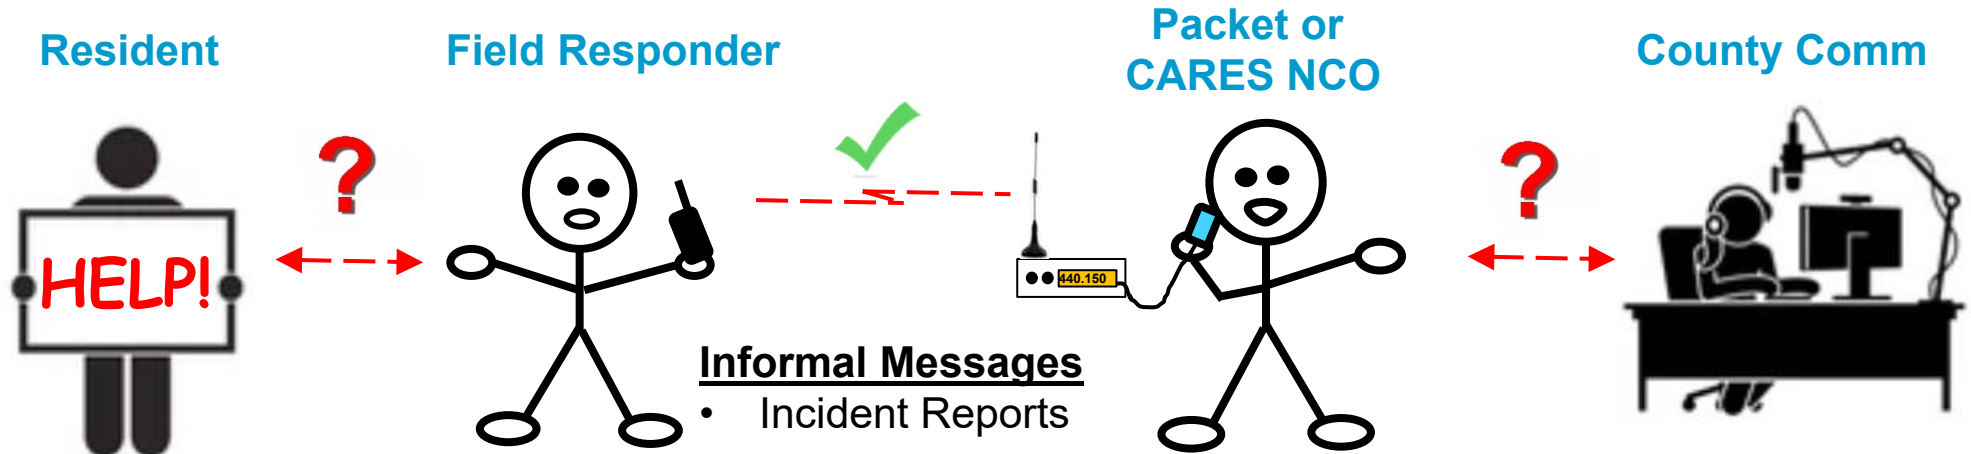 Resident
Field Responder
Packet or
CARES NCO
County Comm
?
?
HELP!
440.150
Informal Messages
• Incident Reports